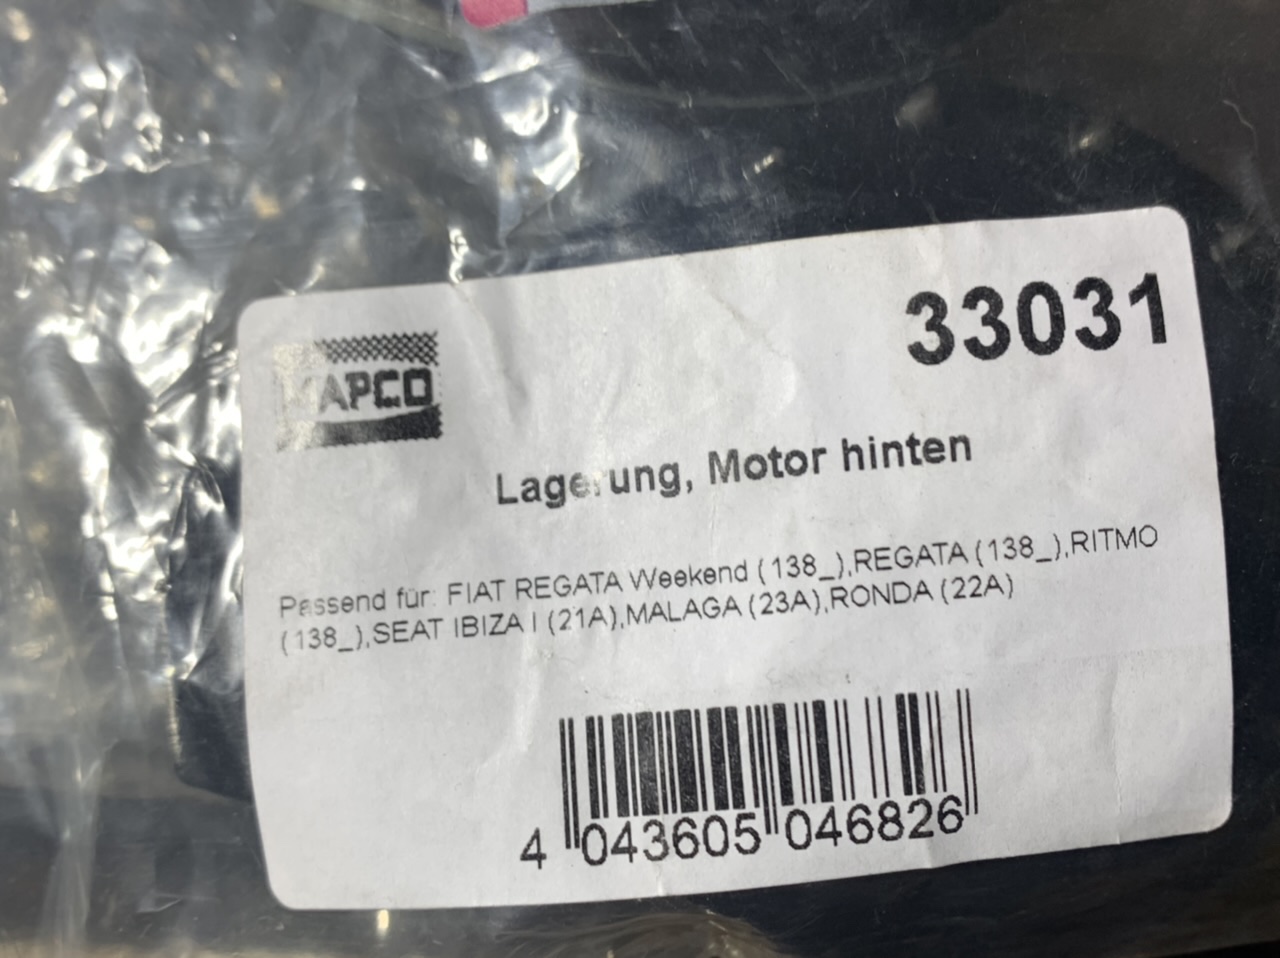 33031
MAPCO
Lagerung, Motor hinten
Passend für: FIAT REGATA Weekend (138_),REGATA (138_),RITMO
(138_),SEAT IBIZA I (21A),MALAGA (23A),RONDA (22A)
4 043605 046826